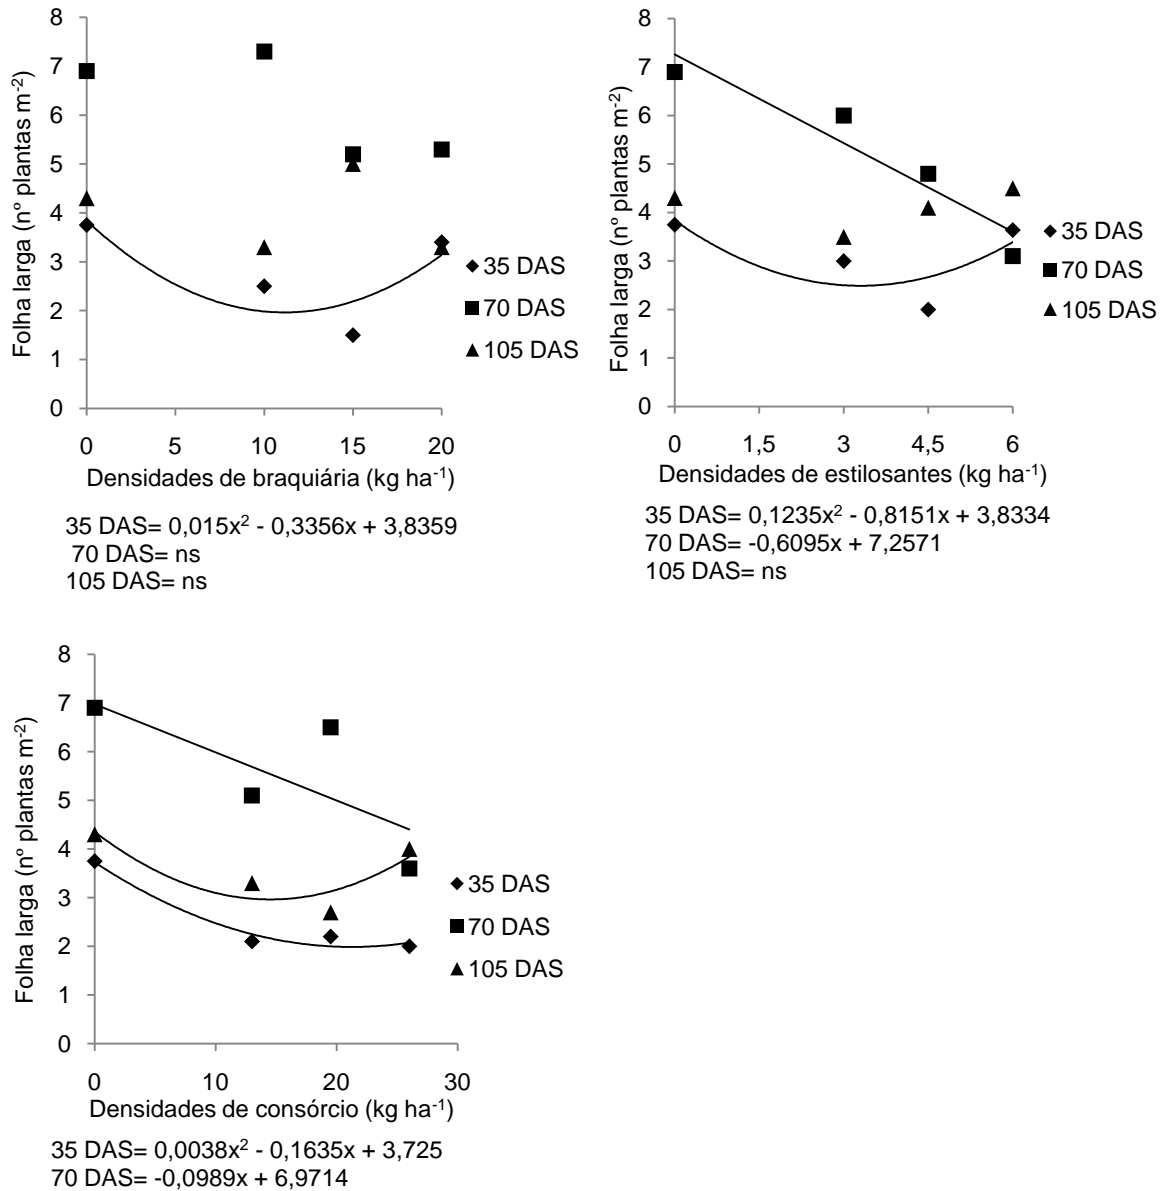 8
7
6
5
4
3
2
1
0
Folha larga (nº plantas m-2)
0 5 10 15 20
Densidades de braquiária (kg ha-1)
35 DAS
70 DAS
105 DAS
35 DAS= 0,015x2 - 0,3356x + 3,8359
70 DAS= ns
105 DAS= ns
8
7
6
5
4
3
2
1
0
Folha larga (nº plantas m-2)
0 1,5 3 4,5 6
Densidades de estilosantes (kg ha-1)
35 DAS
70 DAS
105 DAS
35 DAS= 0,1235x2 - 0,8151x + 3,8334
70 DAS= -0,6095x + 7,2571
105 DAS= ns
8
7
6
5
4
3
2
1
0
Folha larga (nº plantas m-2)
0 10 20 30
Densidades de consórcio (kg ha-1)
35 DAS
70 DAS
105 DAS
35 DAS= 0,0038x2 - 0,1635x + 3,725
70 DAS= -0,0989x + 6,9714